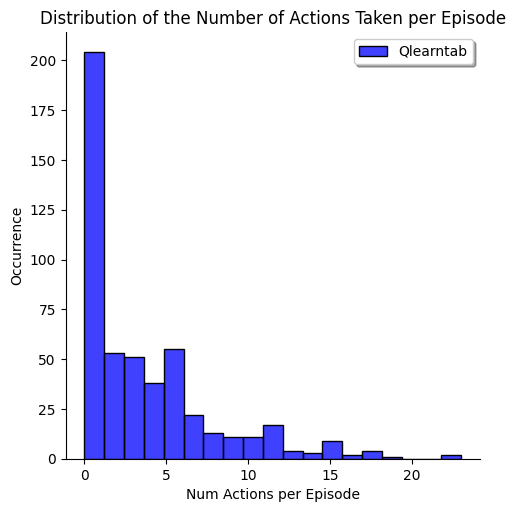 Distribution of the Number of Actions Taken per Episode
Qlearntab
200
175
150
125
100
75
50
25
0
Occurrence
0 5 10 15 20
Num Actions per Episode